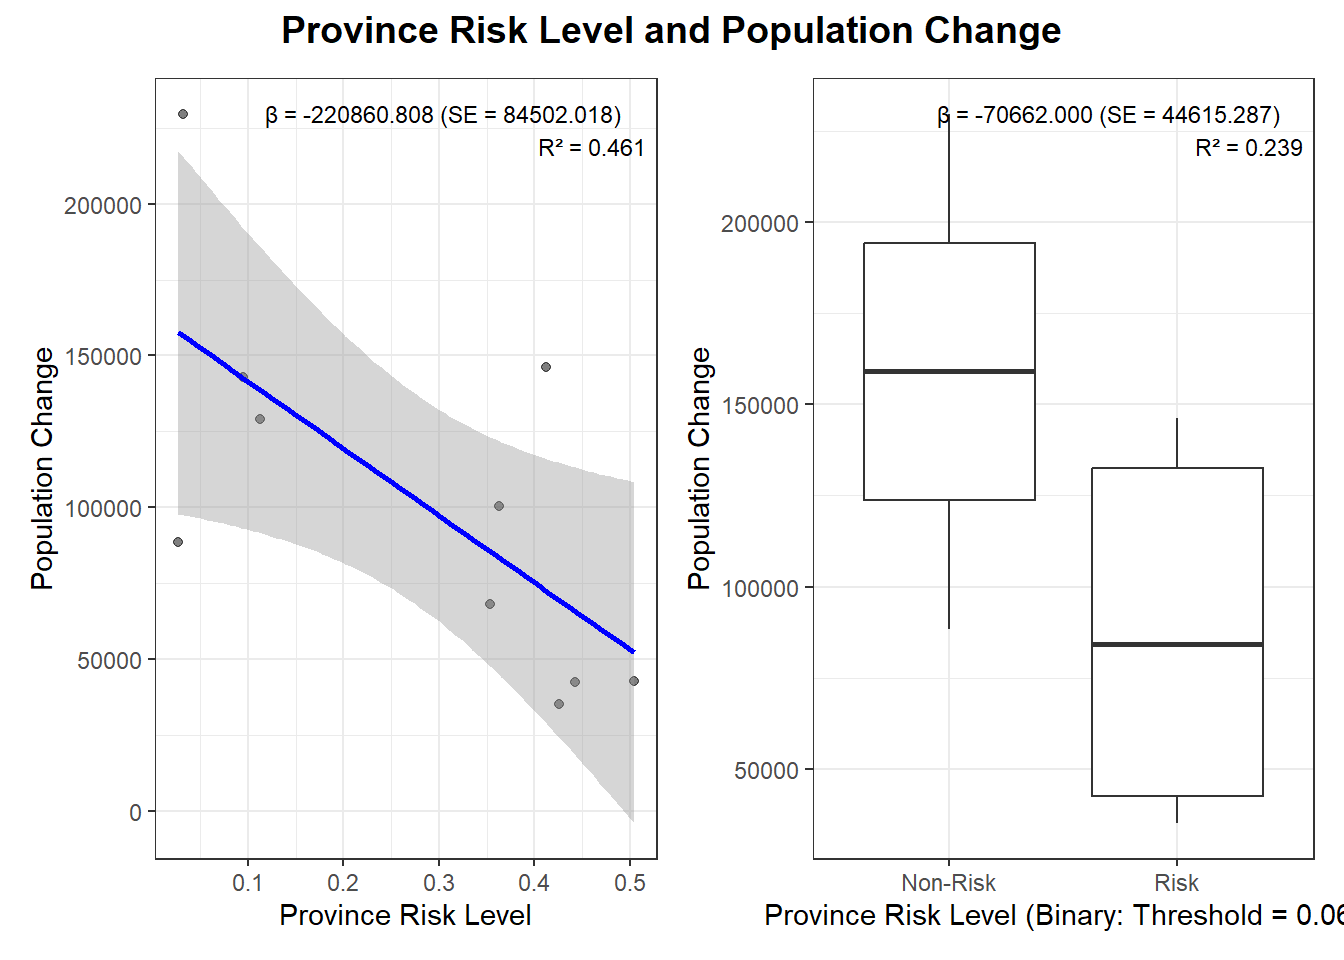 Province Risk Level and Population Change
β = -220860.808 (SE = 84502.018)
R² = 0.461
Population Change
200000
150000
100000
50000
0
0.1 0.2 0.3 0.4 0.5
Province Risk Level
β = -70662.000 (SE = 44615.287)
R² = 0.239
Population Change
200000
150000
100000
50000
Non-Risk Risk
Province Risk Level (Binary: Threshold = 0.06